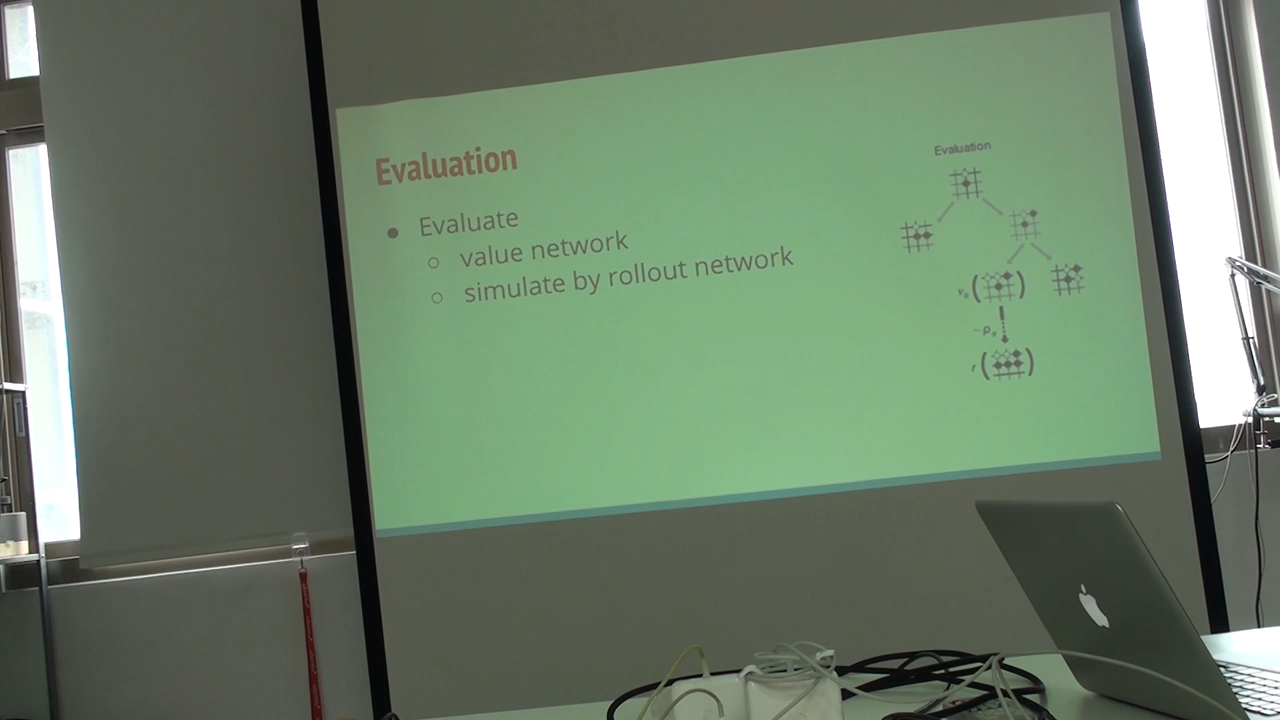 Evaluation
● Evaluate
○ value network
○ simulate by rollout network
Evaluation